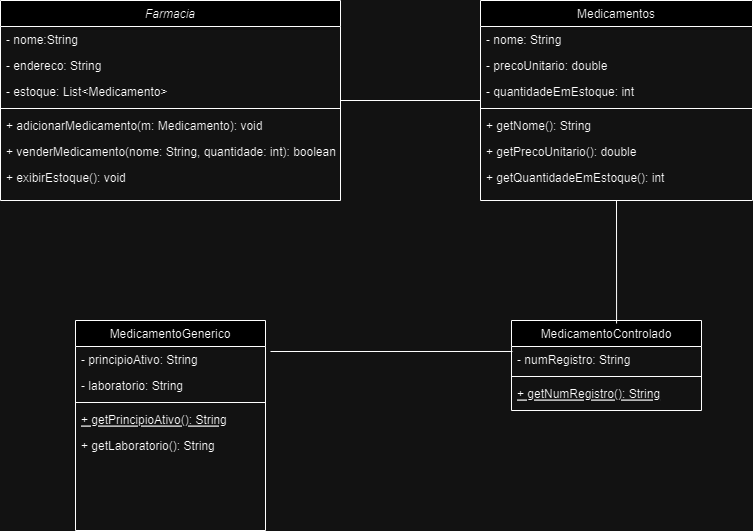 Farmacia
- nome:String
- endereco: String
- estoque: List<Medicamento>
+ adicionarMedicamento(m: Medicamento): void
+ venderMedicamento(nome: String, quantidade: int): boolean
+ exibirEstoque(): void
Medicamentos
- nome: String
- precoUnitario: double
- quantidadeEmEstoque: int
+ getNome(): String
+ getPrecoUnitario(): double
+ getQuantidadeEmEstoque(): int
MedicamentoGenerico
- principioAtivo: String
- laboratorio: String
+ getPrincipioAtivo(): String
+ getLaboratorio(): String
MedicamentoControlado
- numRegistro: String
+ getNumRegistro(): String